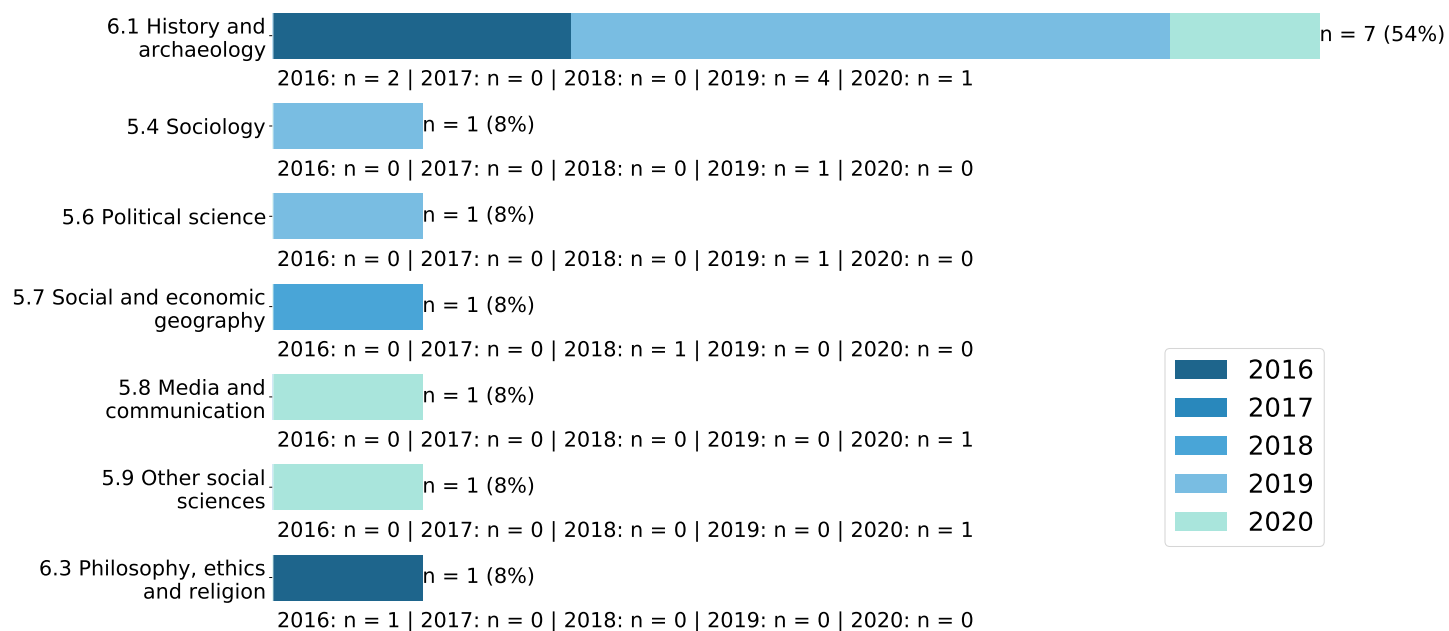 6.1 History and
archaeology
n = 7 (54%)
2016: n = 2 | 2017: n = 0 | 2018: n = 0 | 2019: n = 4 | 2020: n = 1
5.4 Sociology
n = 1 (8%)
2016: n = 0 | 2017: n = 0 | 2018: n = 0 | 2019: n = 1 | 2020: n = 0
5.6 Political science
n = 1 (8%)
2016: n = 0 | 2017: n = 0 | 2018: n = 0 | 2019: n = 1 | 2020: n = 0
5.7 Social and economic
geography
n = 1 (8%)
2016: n = 0 | 2017: n = 0 | 2018: n = 1 | 2019: n = 0 | 2020: n = 0
5.8 Media and
communication
n = 1 (8%)
2016: n = 0 | 2017: n = 0 | 2018: n = 0 | 2019: n = 0 | 2020: n = 1
5.9 Other social
sciences
n = 1 (8%)
2016: n = 0 | 2017: n = 0 | 2018: n = 0 | 2019: n = 0 | 2020: n = 1
6.3 Philosophy, ethics
and religion
n = 1 (8%)
2016: n = 1 | 2017: n = 0 | 2018: n = 0 | 2019: n = 0 | 2020: n = 0
2016
2017
2018
2019
2020